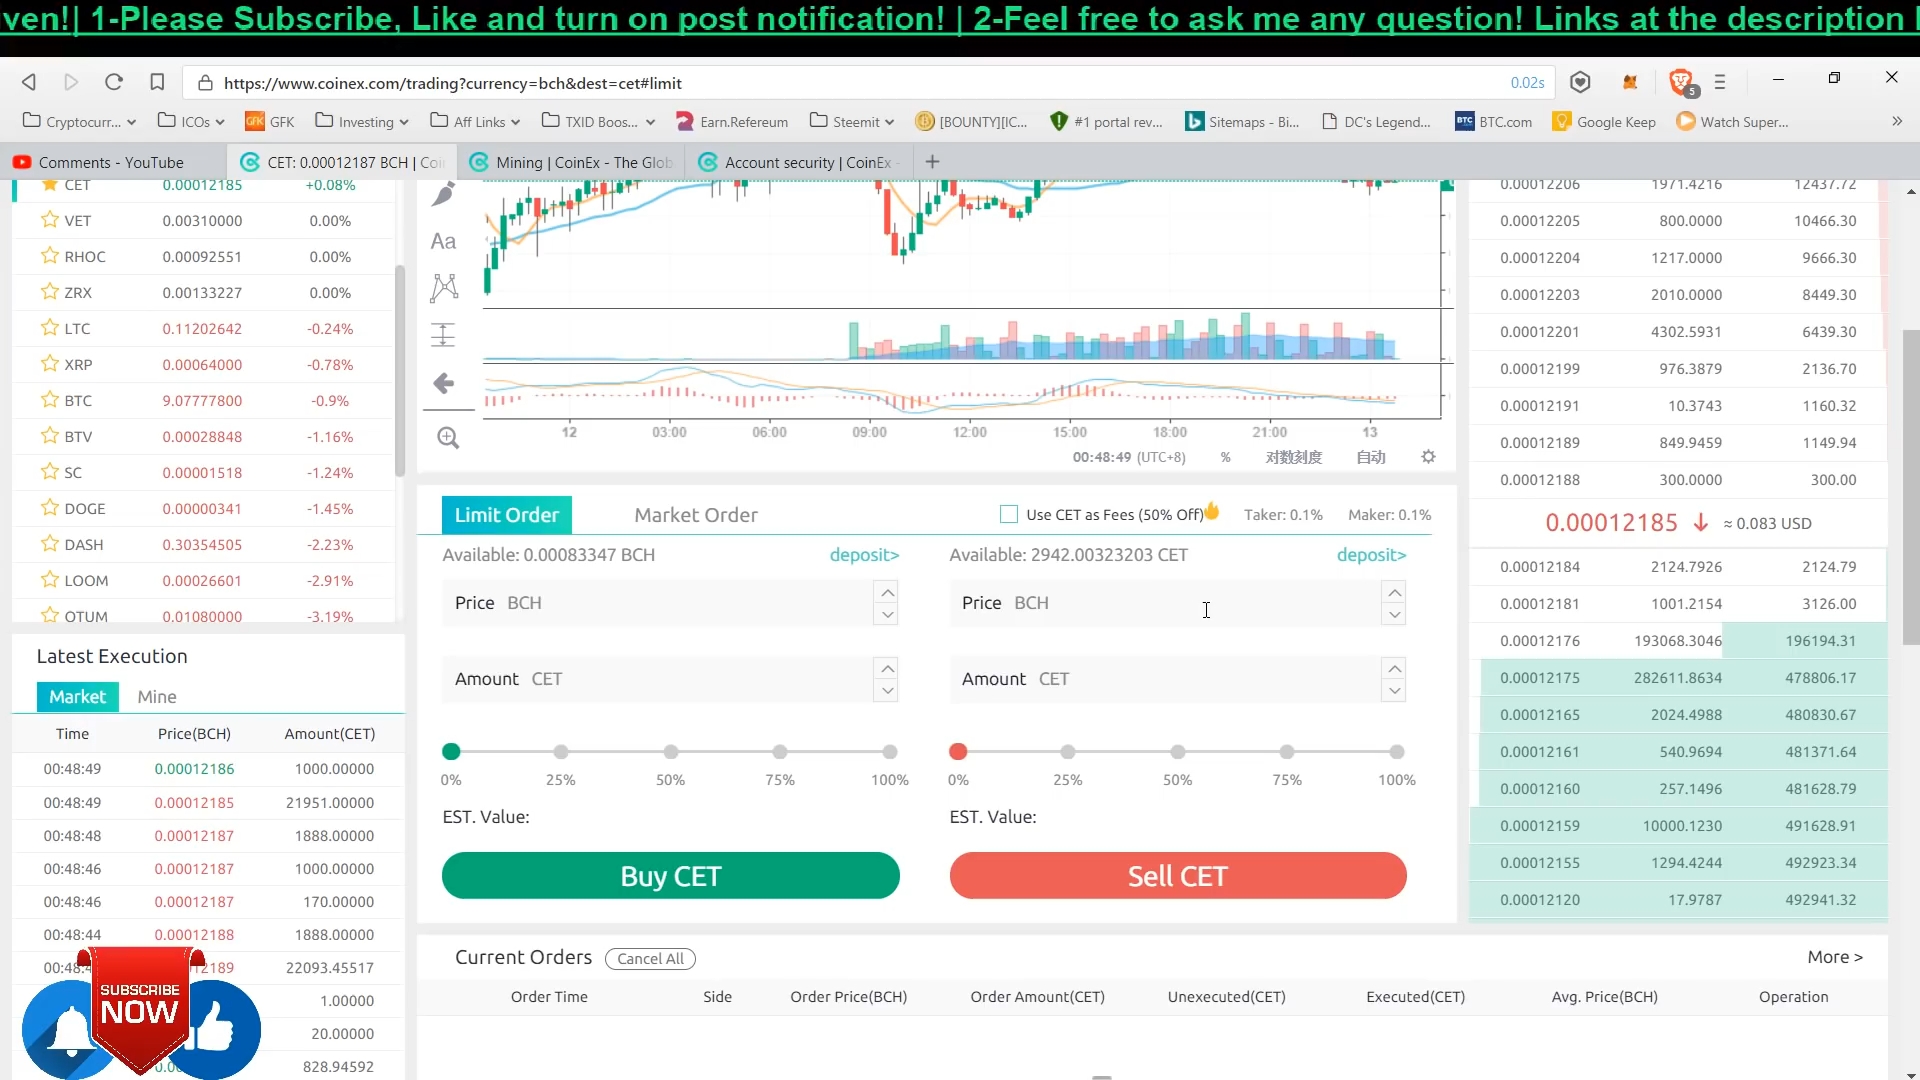 ven!| 1-Please Subscribe, Like and turn on post notification! | 2-Feel free to ask me any question! Links at the description
https://www.coinex.com/trading?currency=bch&dest=cet#limit 0.02s 5
Cryptocurr... ICOs GFK Investing Aff Links TXID Boos... Earn.Refereum Steemit [BOUNTY][IC... #1 portal rev... Sitemaps - Bi... DC's Legend... BTC.com Google Keep Watch Super...
Comments - YouTube CET: 0.00012187 BCH | Coi Mining | CoinEx - The Glob Account security | CoinEx -
CET 0.00012185 +0.08%
VET 0.00310000 0.00%
RHOC 0.00092551 0.00%
ZRX 0.00133227 0.00%
LTC 0.11202642 -0.24%
XRP 0.00064000 -0.78%
BTC 9.07777800 -0.9%
BTV 0.00028848 -1.16%
SC 0.00001518 -1.24%
DOGE 0.00000341 -1.45%
DASH 0.30354505 -2.23%
LOOM 0.00026601 -2.91%
OTUM 0.01080000 -3.19%
Latest Execution
Market Mine
Time Price(BCH) Amount(CET)
00:48:49 0.00012186 1000.00000
00:48:49 0.00012185 21951.00000
00:48:48 0.00012187 1888.00000
00:48:46 0.00012187 1000.00000
00:48:46 0.00012187 170.00000
00:48:44 0.00012188 1888.00000
00:48:4 12189 22093.45517
1.00000
20.00000
0.0 828.94592
SUBSCRIBE
NOW
Aa
12 03:00 06:00 09:00 12:00 15:00 18:00 21:00 13
00:48:49 (UTC+8) % 对数刻度 自动
Limit Order Market Order Use CET as Fees (50% Off) Taker: 0.1% Maker: 0.1%
Available: 0.00083347 BCH deposit> Available: 2942.00323203 CET deposit>
Price BCH Price BCH
Amount CET Amount CET
0% 25% 50% 75% 100% 0% 25% 50% 75% 100%
EST. Value: EST. Value:
Buy CET Sell CET
Current Orders Cancel All More >
Order Time Side Order Price(BCH) Order Amount(CET) Unexecuted(CET) Executed(CET) Avg. Price(BCH) Operation
0.00012206 1971.4216 12437.72
0.00012205 800.0000 10466.30
0.00012204 1217.0000 9666.30
0.00012203 2010.0000 8449.30
0.00012201 4302.5931 6439.30
0.00012199 976.3879 2136.70
0.00012191 10.3743 1160.32
0.00012189 849.9459 1149.94
0.00012188 300.0000 300.00
0.00012185 ↓ ≈ 0.083 USD
0.00012184 2124.7926 2124.79
0.00012181 1001.2154 3126.00
0.00012176 193068.3046 196194.31
0.00012175 282611.8634 478806.17
0.00012165 2024.4988 480830.67
0.00012161 540.9694 481371.64
0.00012160 257.1496 481628.79
0.00012159 10000.1230 491628.91
0.00012155 1294.4244 492923.34
0.00012120 17.9787 492941.32